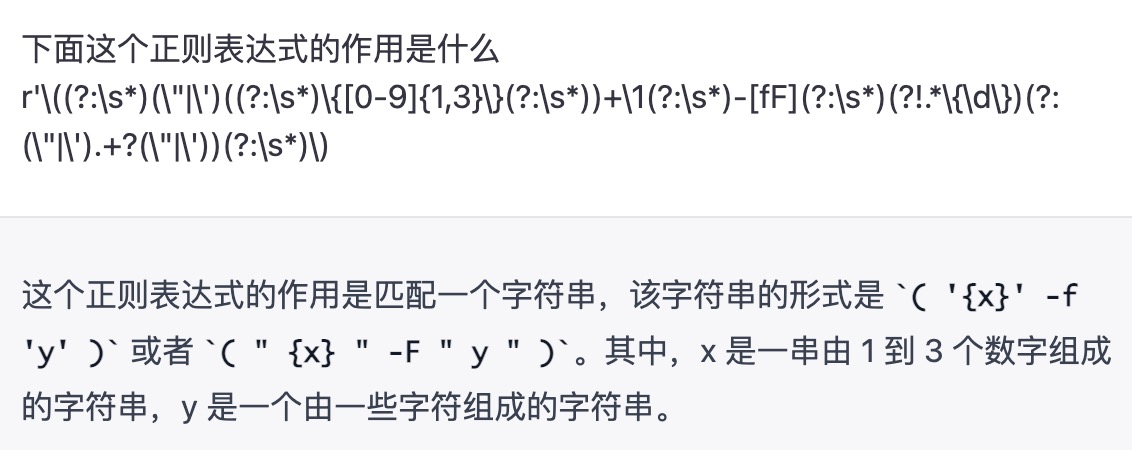 下面这个正则表达式的作用是什么
r'\((?:\s*)(\"|\')((?:\s*)\{[0-9]{1,3}\}(?:\s*))+\1(?:\s*)-[fF](?:\s*)(?!.*\{\d\})(?:
(\"|\').+?(\"|\'))(?:\s*)\)
这个正则表达式的作用是匹配一个字符串，该字符串的形式是 `( '{x}' -f
'y' )` 或者 `( " {x} " -F " y " )`。其中，x 是一串由 1 到 3 个数字组成
的字符串，y 是一个由一些字符组成的字符串。